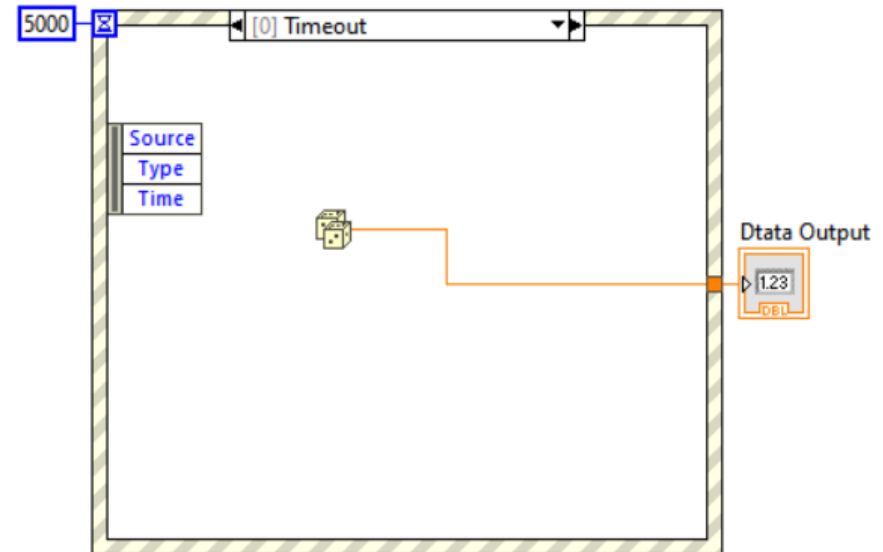 5000
[0] Timeout
Source
Type
Time
Dtata Output
1.23
DBL